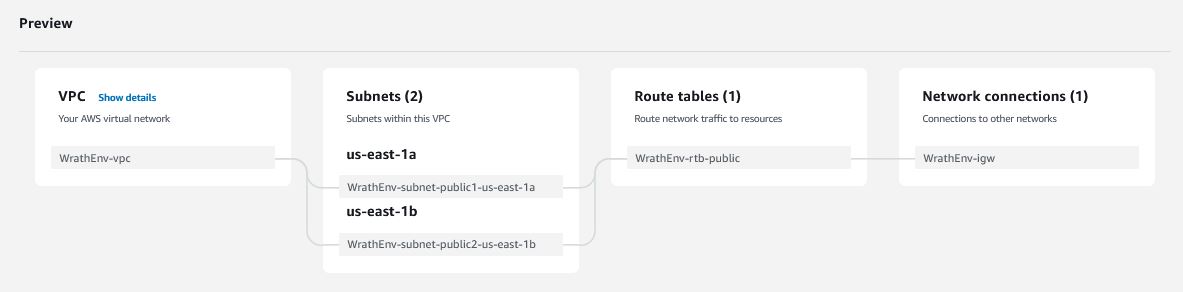 Preview
VPC Show details
Your AWS virtual network
WrathEnv-vpc
Subnets (2)
Subnets within this VPC
us-east-1a
WrathEnv-subnet-public1-us-east-1a
us-east-1b
WrathEnv-subnet-public2-us-east-1b
Route tables (1)
Route network traffic to resources
WrathEnv-rtb-public
Network connections (1)
Connections to other networks
WrathEnv-igw